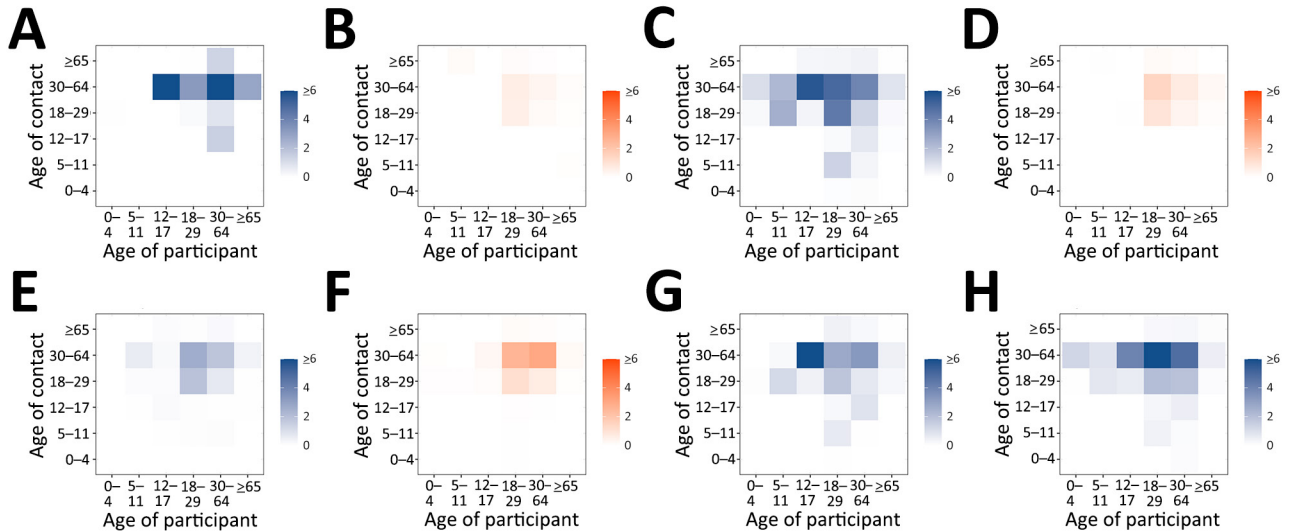 A
≥65
30–64
18–29
12–17
5–11
0–4
Age of contact
0– 5– 12– 18– 30– ≥65
4 11 17 29 64
Age of participant
≥6
4
2
0
B
≥65
30–64
18–29
12–17
5–11
0–4
Age of contact
0– 5– 12– 18– 30– ≥65
4 11 17 29 64
Age of participant
≥6
4
2
0
C
≥65
30–64
18–29
12–17
5–11
0–4
Age of contact
0– 5– 12– 18– 30– ≥65
4 11 17 29 64
Age of participant
≥6
4
2
0
D
≥65
30–64
18–29
12–17
5–11
0–4
Age of contact
0– 5– 12– 18– 30– ≥65
4 11 17 29 64
Age of participant
≥6
4
2
0
E
≥65
30–64
18–29
12–17
5–11
0–4
Age of contact
0– 5– 12– 18– 30– ≥65
4 11 17 29 64
Age of participant
≥6
4
2
0
F
≥65
30–64
18–29
12–17
5–11
0–4
Age of contact
0– 5– 12– 18– 30– ≥65
4 11 17 29 64
Age of participant
≥6
4
2
0
G
≥65
30–64
18–29
12–17
5–11
0–4
Age of contact
0– 5– 12– 18– 30– ≥65
4 11 17 29 64
Age of participant
≥6
4
2
0
H
≥65
30–64
18–29
12–17
5–11
0–4
Age of contact
0– 5– 12– 18– 30– ≥65
4 11 17 29 64
Age of participant
≥6
4
2
0